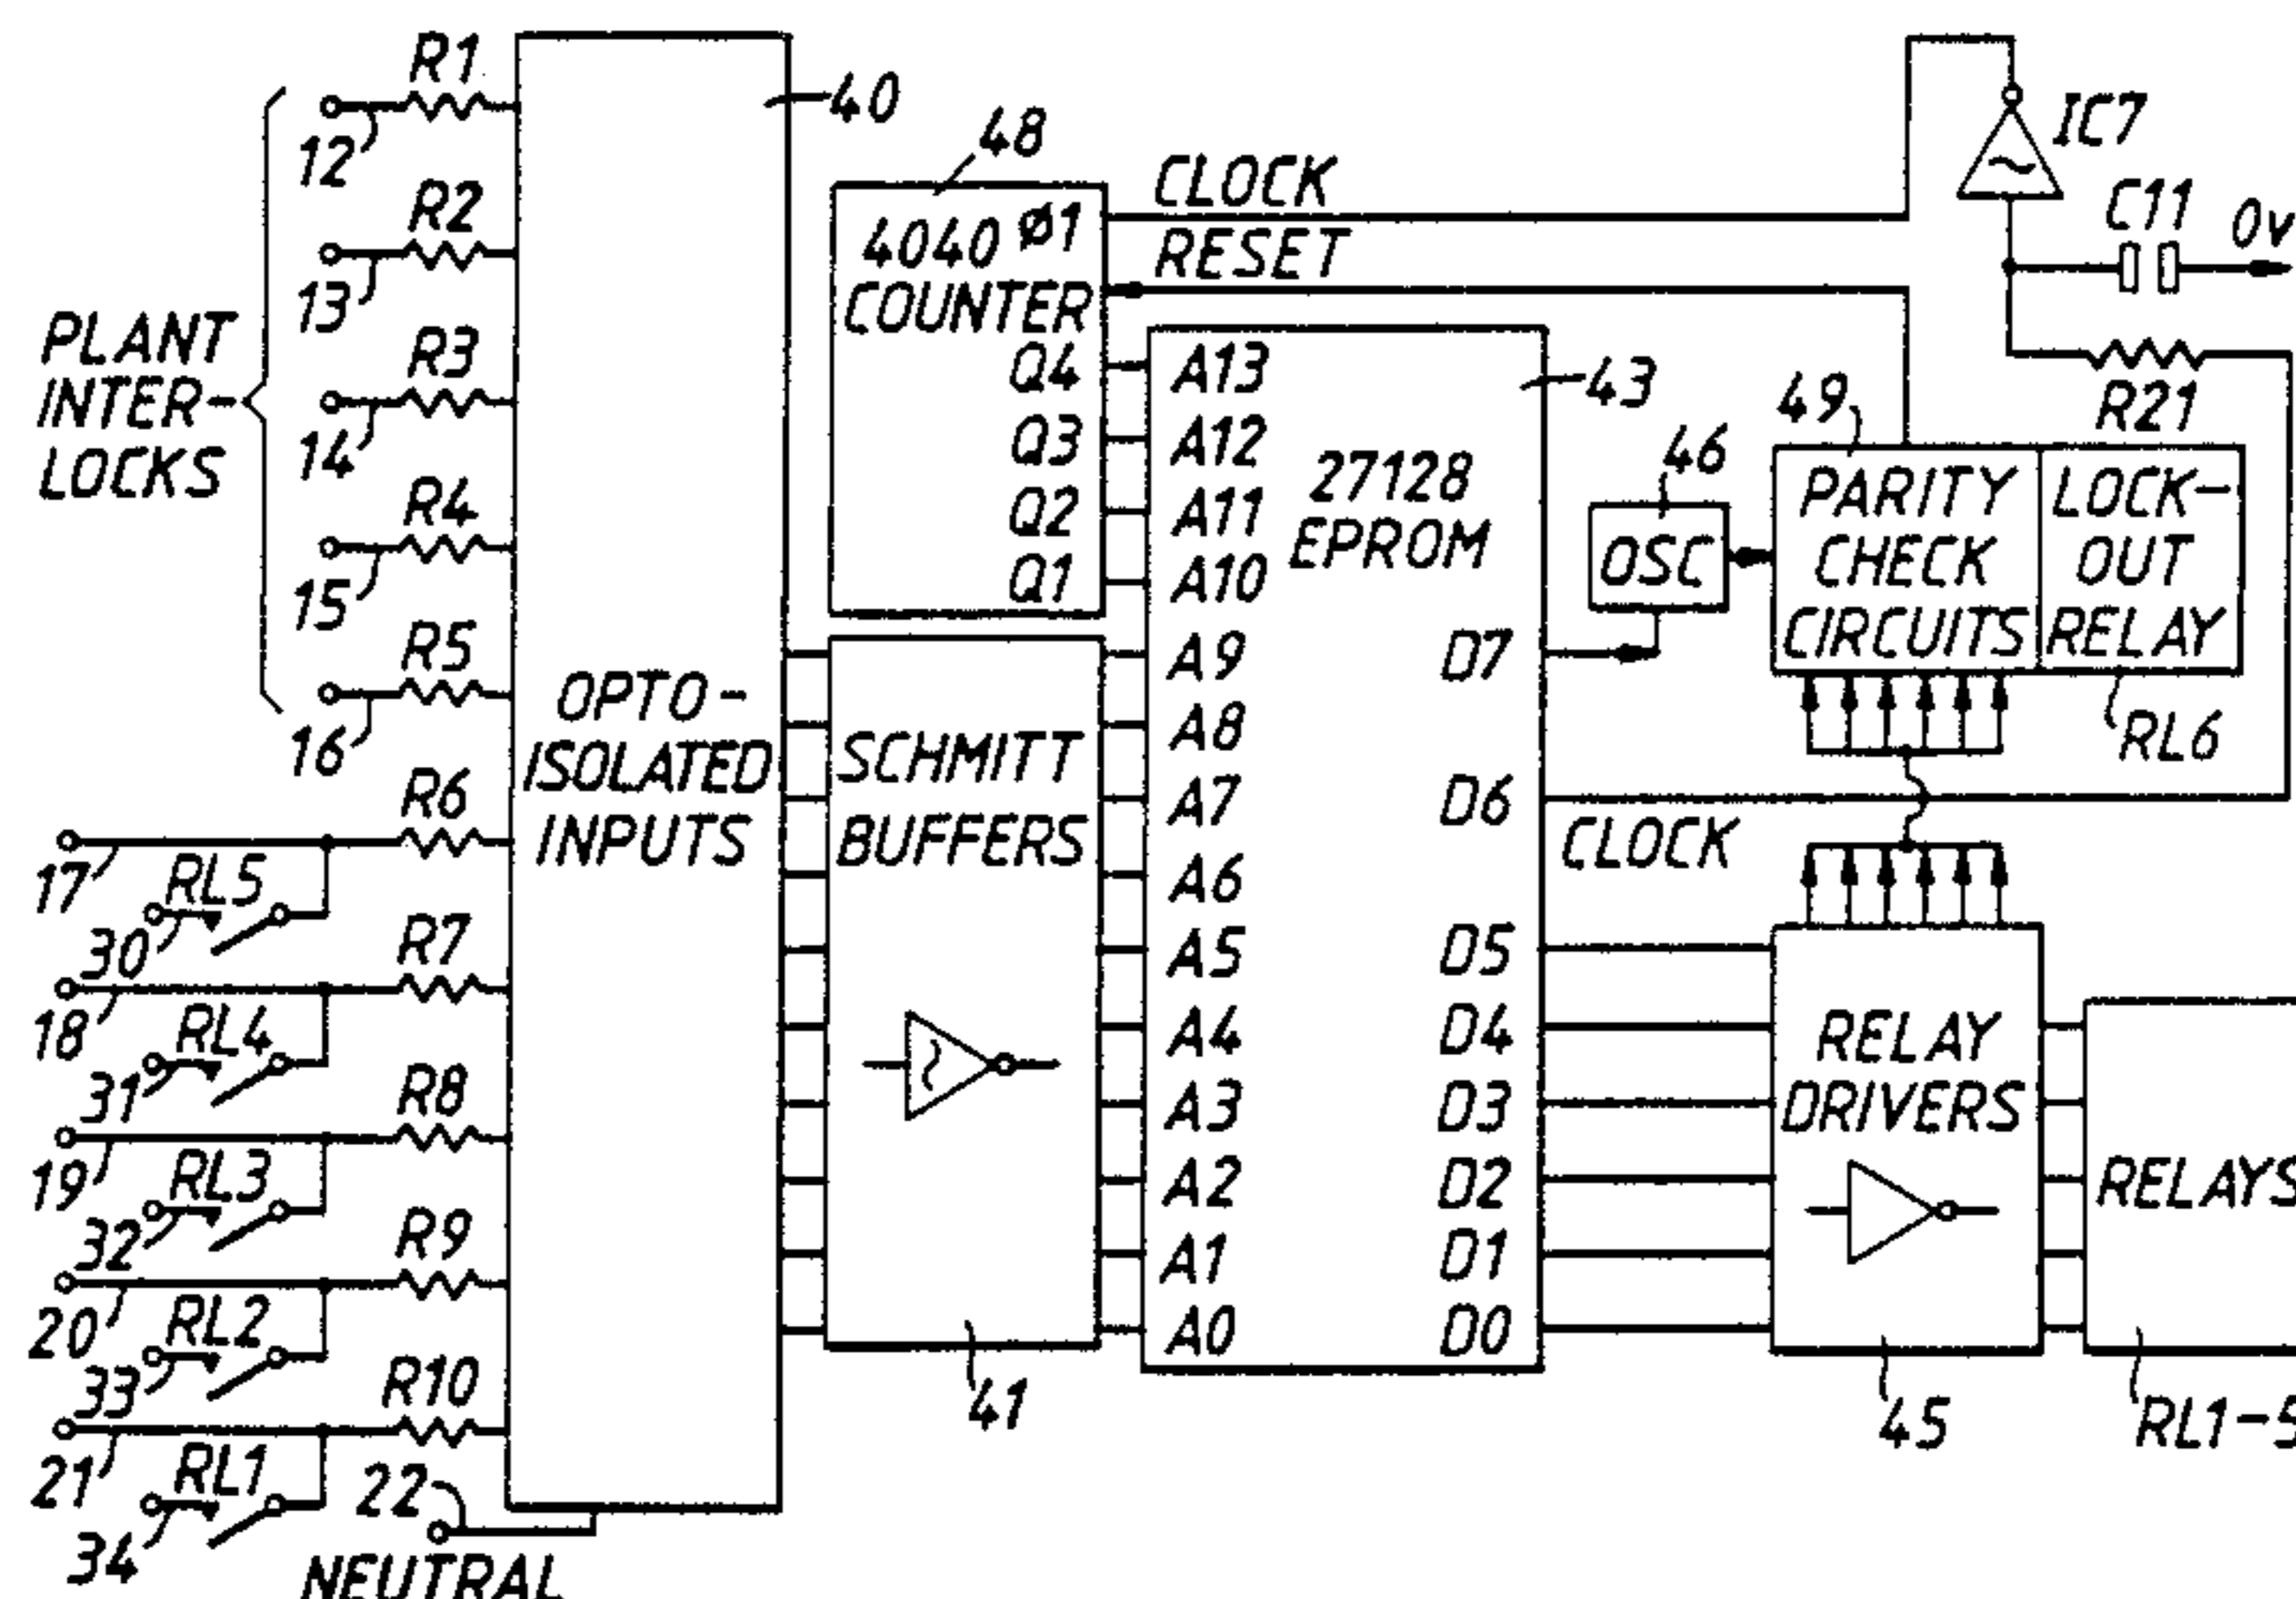 R1
12
R2
13
R3
14
R4
15
R5
16
PLANT
INTER-
LOCKS
R6
17
RL5
30
R7
18
RL4
31
R8
19
RL3
32
R9
20
RL2
33
R10
21
RL1
34
22
NEUTRAL
40
OPTO-
ISOLATED
INPUTS
48
4040 ø1
COUNTER
Q4
Q3
Q2
Q1
CLOCK
RESET
SCHMITT
BUFFERS
41
43
27128
EPROM
A13
A12
A11
A10
A9
A8
A7
A6
A5
A4
A3
A2
A1
A0
D7
D6
D5
D4
D3
D2
D1
D0
CLOCK
46
OSC
49
PARITY
CHECK
CIRCUITS
LOCK-
OUT
RELAY
RL6
IC7
C11
0v
R21
RELAY
DRIVERS
45
RELAYS
RL1-5